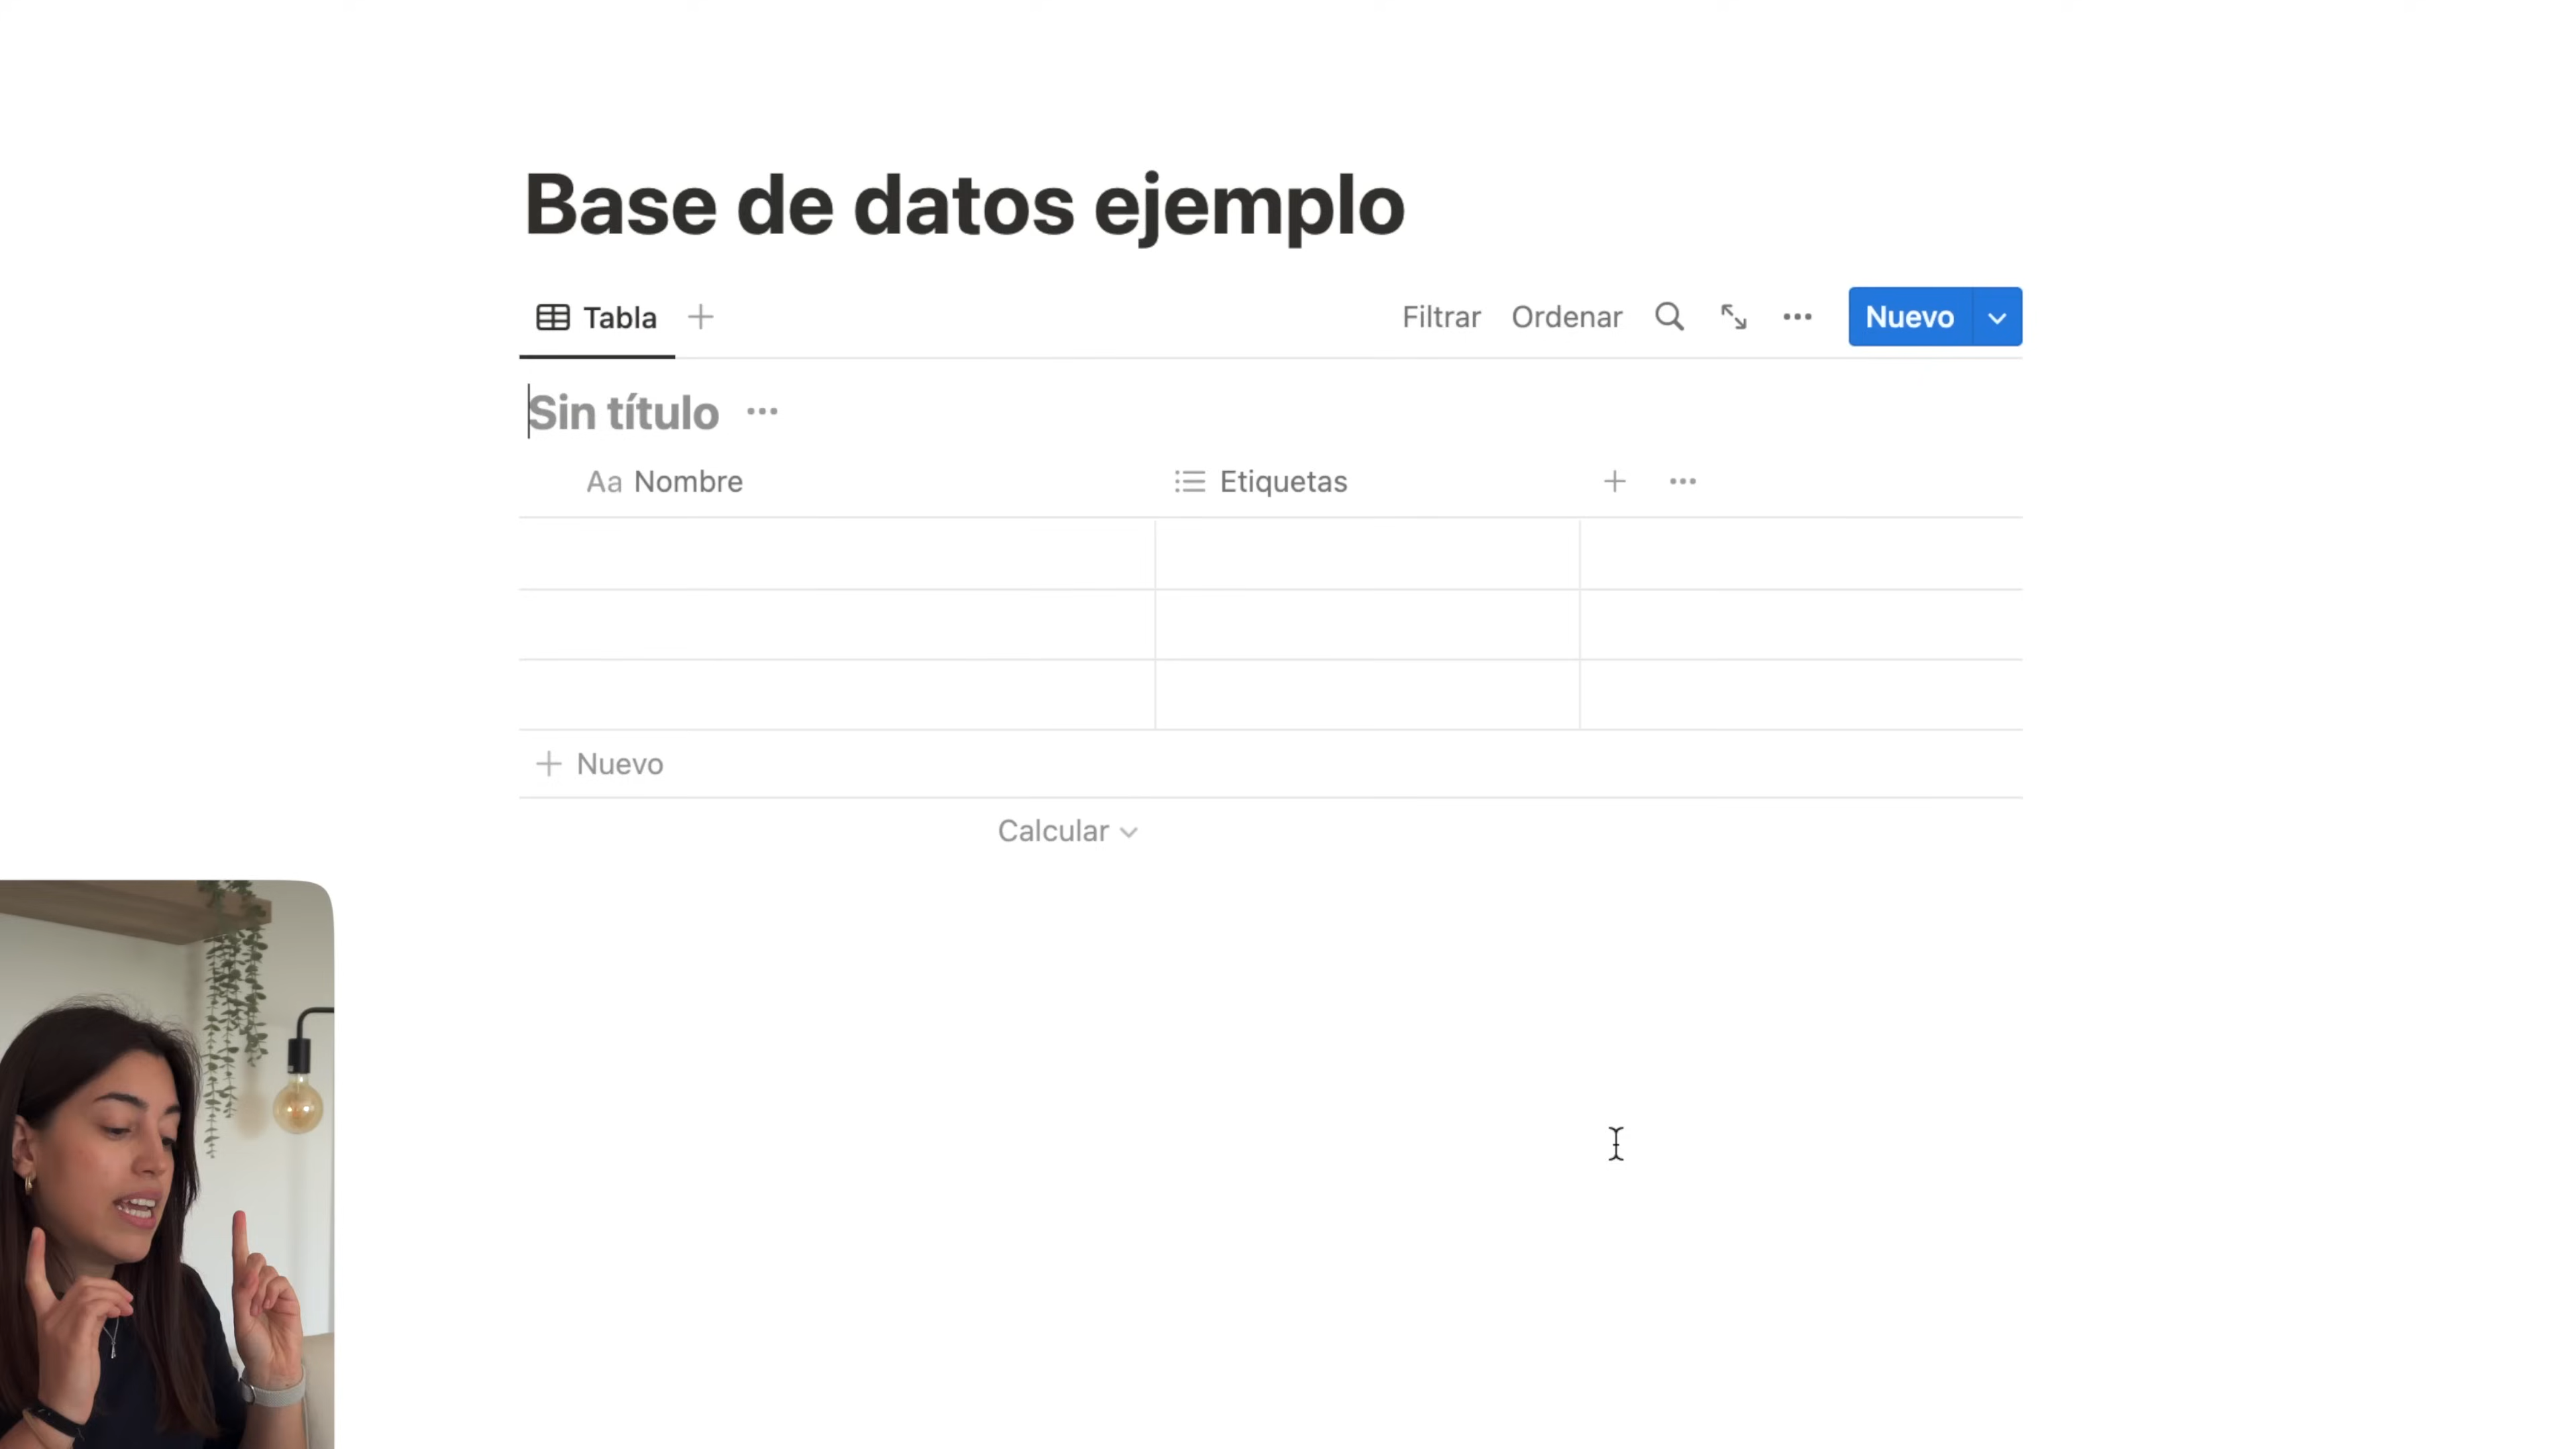 Base de datos ejemplo
Tabla
Filtrar Ordenar Nuevo
Sin título
Aa Nombre Etiquetas
Nuevo
Calcular